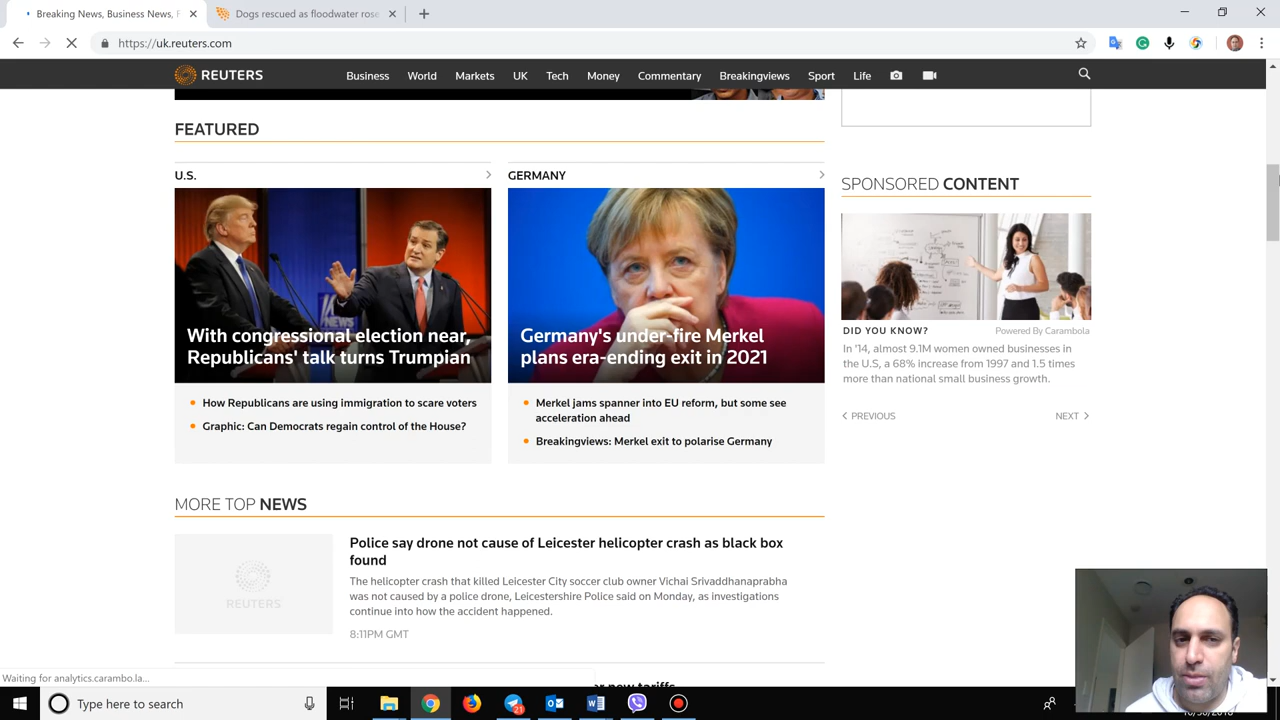 Breaking News, Business News, F
Dogs rescued as floodwater rose
https://uk.reuters.com
REUTERS
Business World Markets UK Tech Money Commentary Breakingviews Sport Life
FEATURED
U.S.
GERMANY
With congressional election near,
Republicans' talk turns Trumpian
How Republicans are using immigration to scare voters
Graphic: Can Democrats regain control of the House?
Germany's under-fire Merkel
plans era-ending exit in 2021
Merkel jams spanner into EU reform, but some see
acceleration ahead
Breakingviews: Merkel exit to polarise Germany
SPONSORED CONTENT
DID YOU KNOW? Powered By Carambola
In '14, almost 9.1M women owned businesses in
the U.S, a 68% increase from 1997 and 1.5 times
more than national small business growth.
PREVIOUS NEXT
MORE TOP NEWS
REUTERS
Police say drone not cause of Leicester helicopter crash as black box
found
The helicopter crash that killed Leicester City soccer club owner Vichai Srivaddhanaprabha
was not caused by a police drone, Leicestershire Police said on Monday, as investigations
continue into how the accident happened.
8:11PM GMT
new tariffs
Waiting for analytics.carambo.la...
Type here to search
21